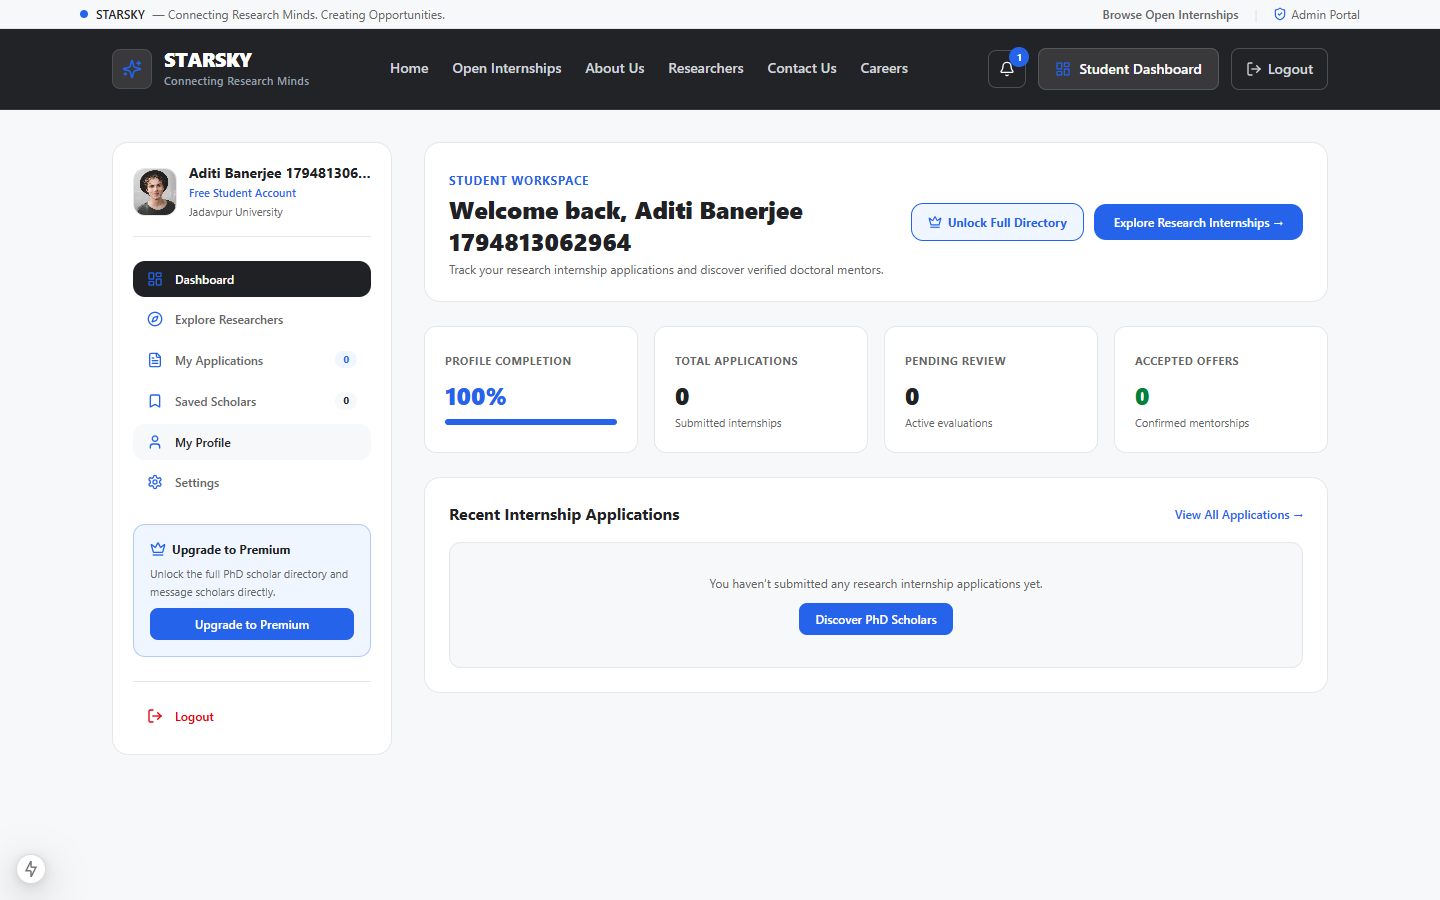 STARSKY — Connecting Research Minds. Creating Opportunities.
Browse Open Internships | Admin Portal
STARSKY
Connecting Research Minds
Home Open Internships About Us Researchers Contact Us Careers
1
Student Dashboard
Logout
Aditi Banerjee 179481306...
Free Student Account
Jadavpur University
Dashboard
Explore Researchers
My Applications 0
Saved Scholars 0
My Profile
Settings
Upgrade to Premium
Unlock the full PhD scholar directory and
message scholars directly.
Upgrade to Premium
Logout
STUDENT WORKSPACE
Welcome back, Aditi Banerjee
1794813062964
Track your research internship applications and discover verified doctoral mentors.
Unlock Full Directory
Explore Research Internships →
PROFILE COMPLETION
100%
TOTAL APPLICATIONS
0
Submitted internships
PENDING REVIEW
0
Active evaluations
ACCEPTED OFFERS
0
Confirmed mentorships
Recent Internship Applications
View All Applications →
You haven't submitted any research internship applications yet.
Discover PhD Scholars